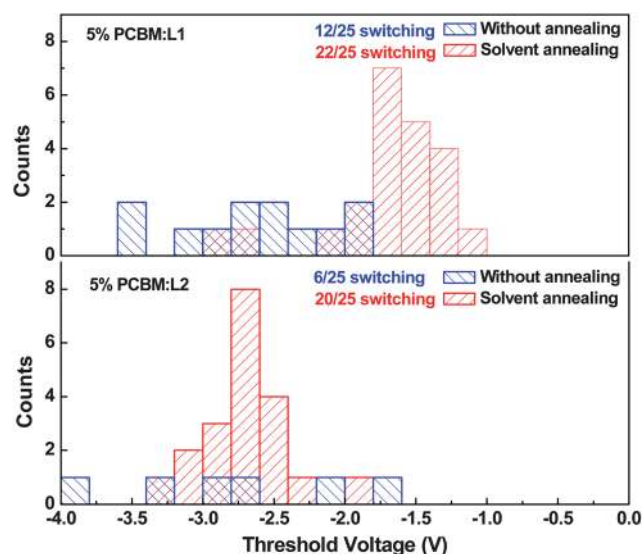 5% PCBM:L1
12/25 switching
Without annealing
22/25 switching
Solvent annealing
8
6
4
2
0
Counts
5% PCBM:L2
6/25 switching
Without annealing
20/25 switching
Solvent annealing
8
6
4
2
0
Counts
-4.0 -3.5 -3.0 -2.5 -2.0 -1.5 -1.0 -0.5 0.0
Threshold Voltage (V)